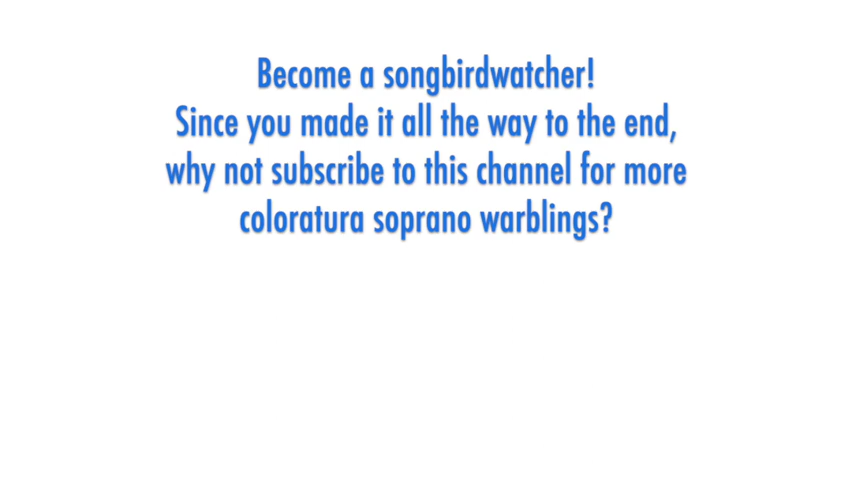 Become a songbirdwatcher!
Since you made it all the way to the end,
why not subscribe to this channel for more
coloratura soprano warblings?